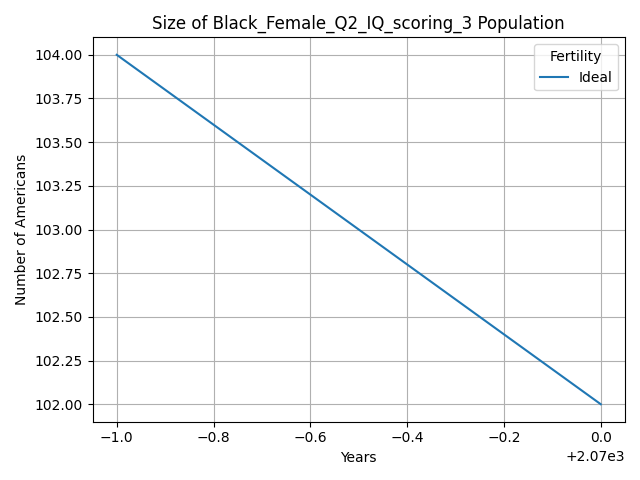 Size of Black_Female_Q2_IQ_scoring_3 Population
Fertility
Ideal
Number of Americans
104.00
103.75
103.50
103.25
103.00
102.75
102.50
102.25
102.00
−1.0 −0.8 −0.6 −0.4 −0.2 0.0
+2.07e3
Years